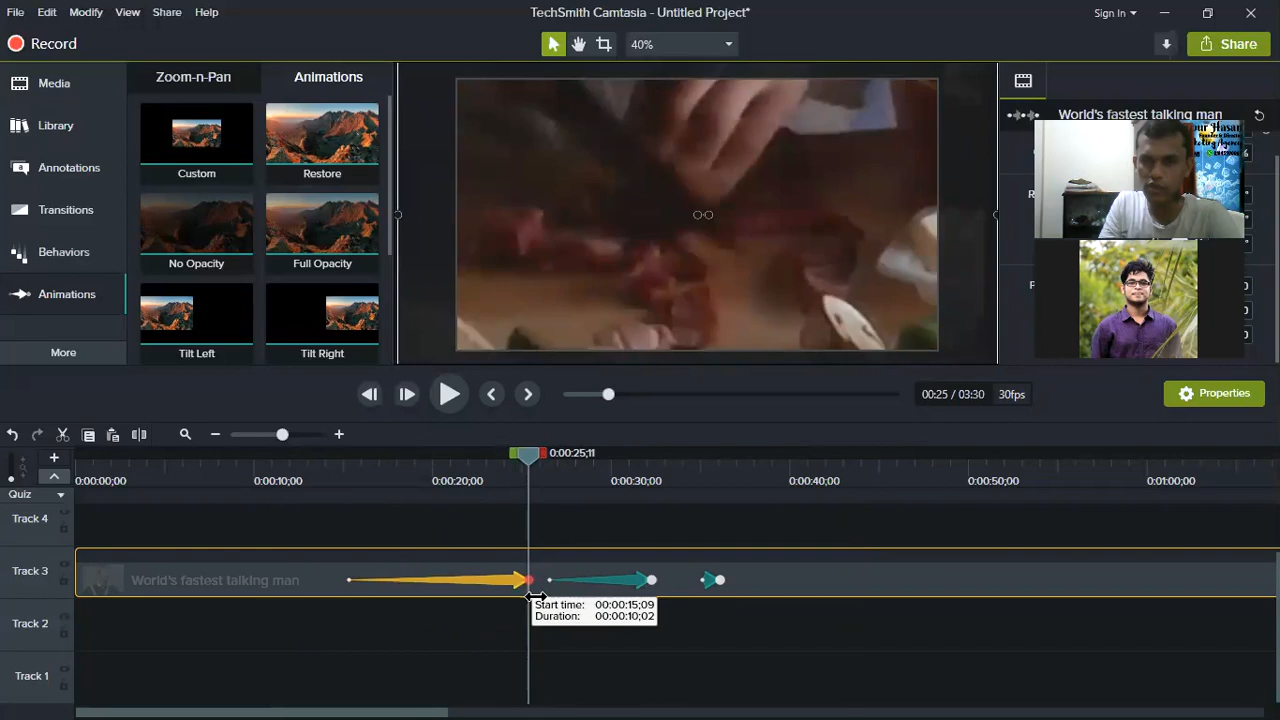 File Edit Modify View Share Help
TechSmith Camtasia - Untitled Project*
Sign In
Record
40%
Share
Media
Library
Annotations
Transitions
Behaviors
Animations
More
Zoom-n-Pan
Animations
Custom
Restore
No Opacity
Full Opacity
Tilt Left
Tilt Right
World's fastest talking man
our Hasan
00:25 / 03:30
30fps
Properties
0:00:25;11
Quiz
0:00:00;00
0:00:10;00
0:00:20;00
0:00:30;00
0:00:40;00
0:00:50;00
0:01:00;00
Track 4
Track 3
World's fastest talking man
Start time: 00:00:15;09
Duration: 00:00:10;02
Track 2
Track 1